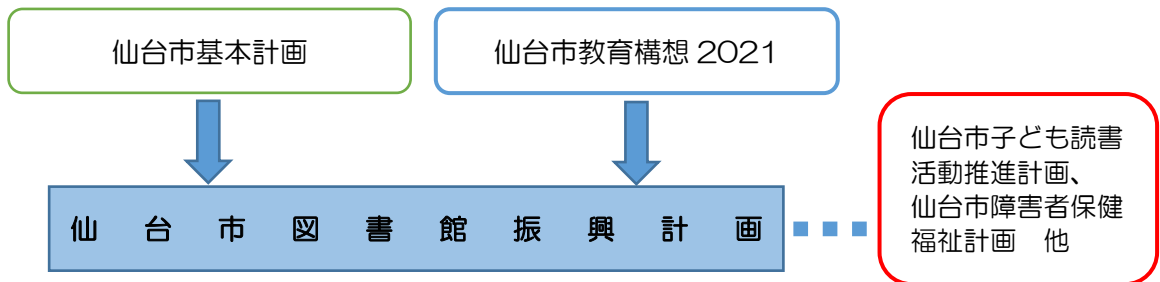 仙台市基本計画
仙台市教育構想 2021
仙台市図書館振興計画
仙台市子ども読書
活動推進計画、
仙台市障害者保健
福祉計画　他